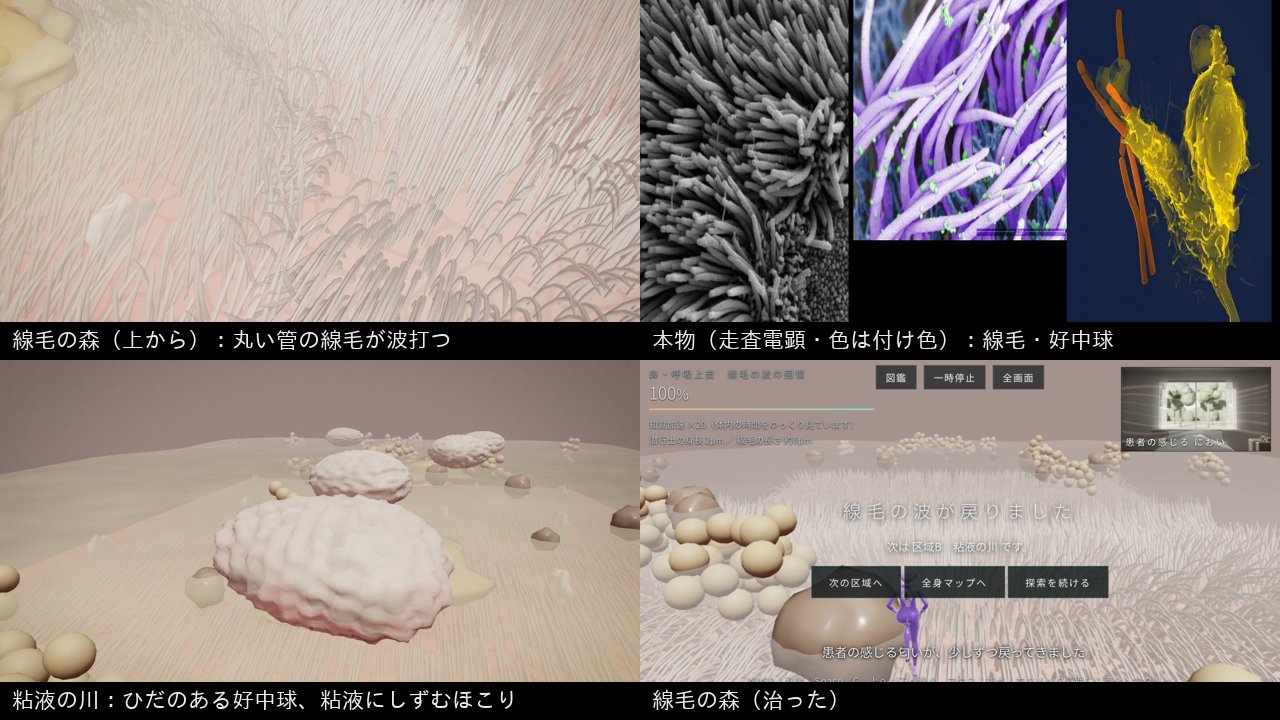 線毛の森（上から）：丸い管の線毛が波打つ
本物（走査電顕・色は付け色）：線毛・好中球
鼻・呼吸上皮　線毛の波の回復
100%
知覚加速 ×20（体内の時間をゆっくり見ています）
潜行士の身長 2μm ／ 線毛の長さ 約6μm
図鑑
一時停止
全画面
患者の感じる におい
線毛の波が戻りました
次は 区域B　粘液の川 です。
次の区域へ
全身マップへ
探索を続ける
患者の感じる匂いが、少しずつ戻ってきました。
粘液の川：ひだのある好中球、粘液にしずむほこり
線毛の森（治った）